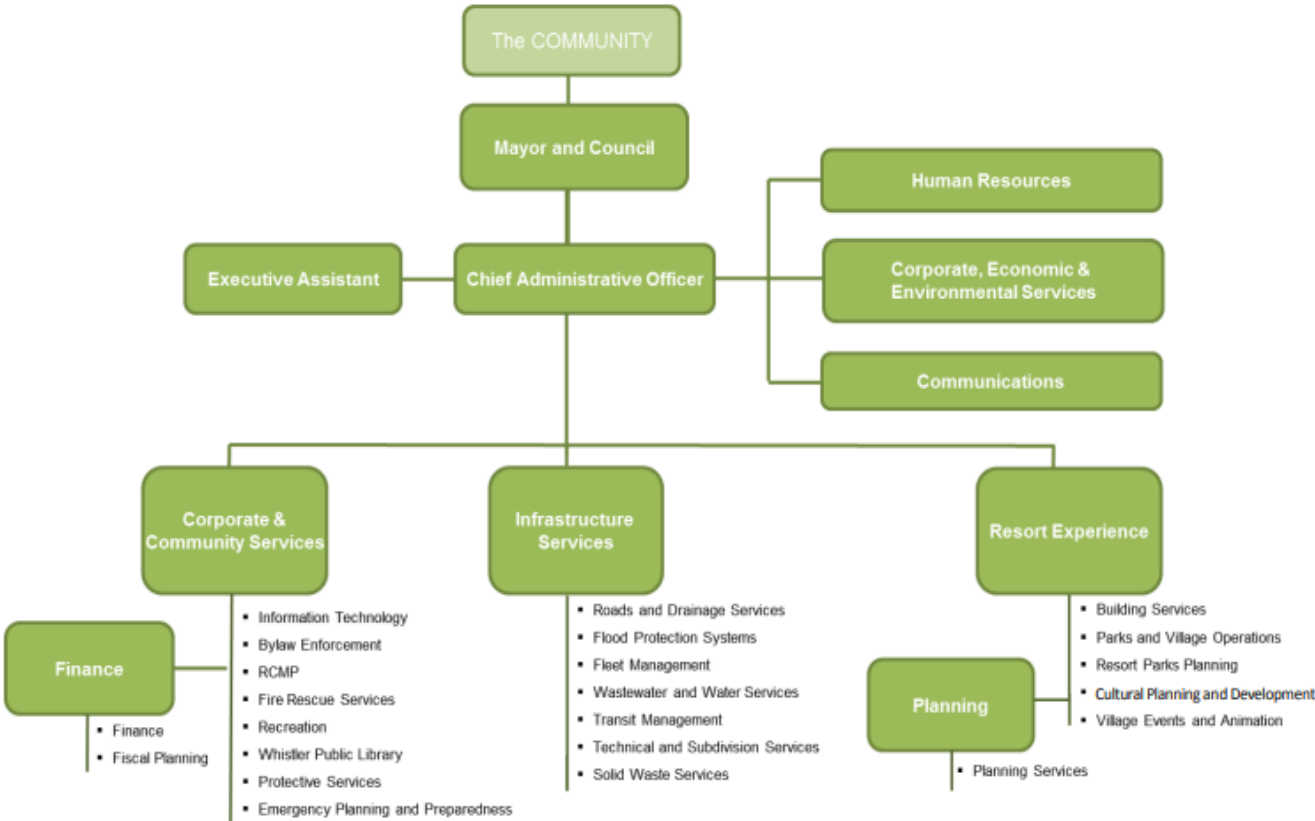 The COMMUNITY
Mayor and Council
Human Resources
Executive Assistant
Chief Administrative Officer
Corporate, Economic &
Environmental Services
Communications
Corporate &
Community Services
Infrastructure
Services
Resort Experience
▪ Information Technology
▪ Bylaw Enforcement
▪ RCMP
▪ Fire Rescue Services
▪ Recreation
▪ Whistler Public Library
▪ Protective Services
▪ Emergency Planning and Preparedness
Finance
▪ Finance
▪ Fiscal Planning
▪ Roads and Drainage Services
▪ Flood Protection Systems
▪ Fleet Management
▪ Wastewater and Water Services
▪ Transit Management
▪ Technical and Subdivision Services
▪ Solid Waste Services
▪ Building Services
▪ Parks and Village Operations
▪ Resort Parks Planning
▪ Cultural Planning and Development
▪ Village Events and Animation
Planning
▪ Planning Services